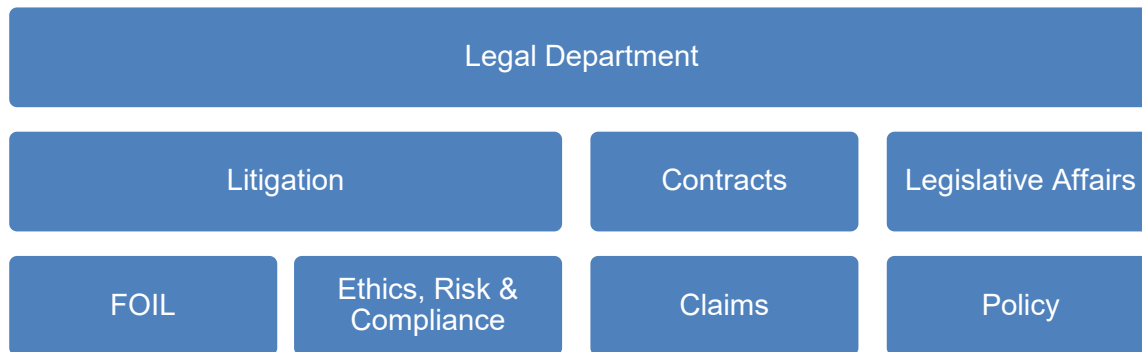 Legal Department
Litigation
Contracts
Legislative Affairs
FOIL
Ethics, Risk &
Compliance
Claims
Policy